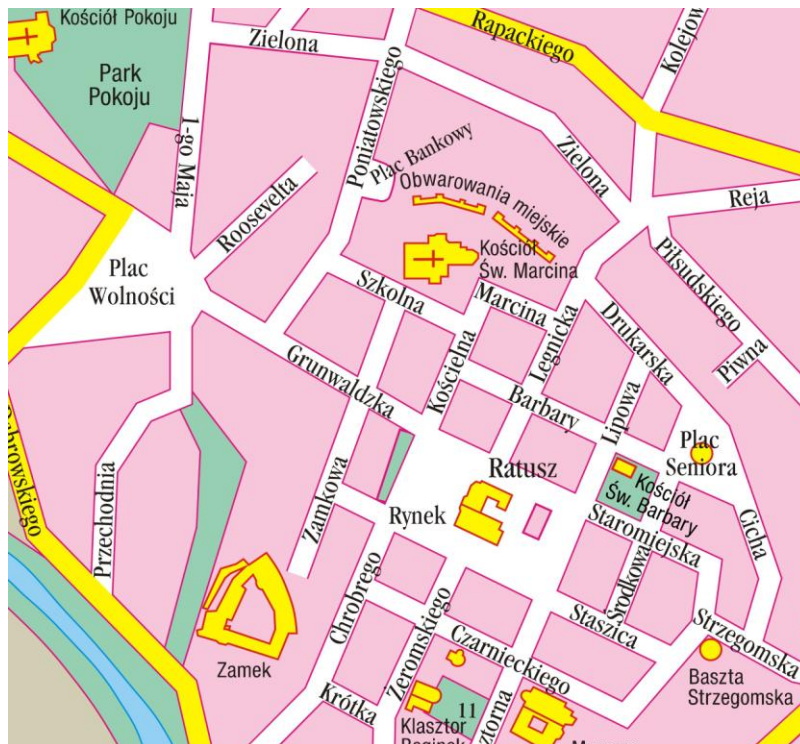 Kościół Pokoju
Park
Pokoju
Zielona
Poniatowskiego
Rapackiego
1-go Maja
Roosevelta
Plac Bankowy
Obwarowania miejskie
Zielona
Reja
Plac
Wolności
Kościół
Św. Marcina
Szkolna
Marcina
Legnicka
Piłsudskiego
Drukarska
Piwna
Grunwaldzka
Kościelna
Barbary
Lipowa
Plac
Seniora
Ratusz
Rynek
Kościół
Św. Barbary
Przechodnia
Zamkowa
Staromiejska
Cicha
Środkowa
Chrobrego
Żeromskiego
Staszica
Strzegomska
Czarnieckiego
Zamek
Krótka
Baszta
Strzegomska
11
Klasztor